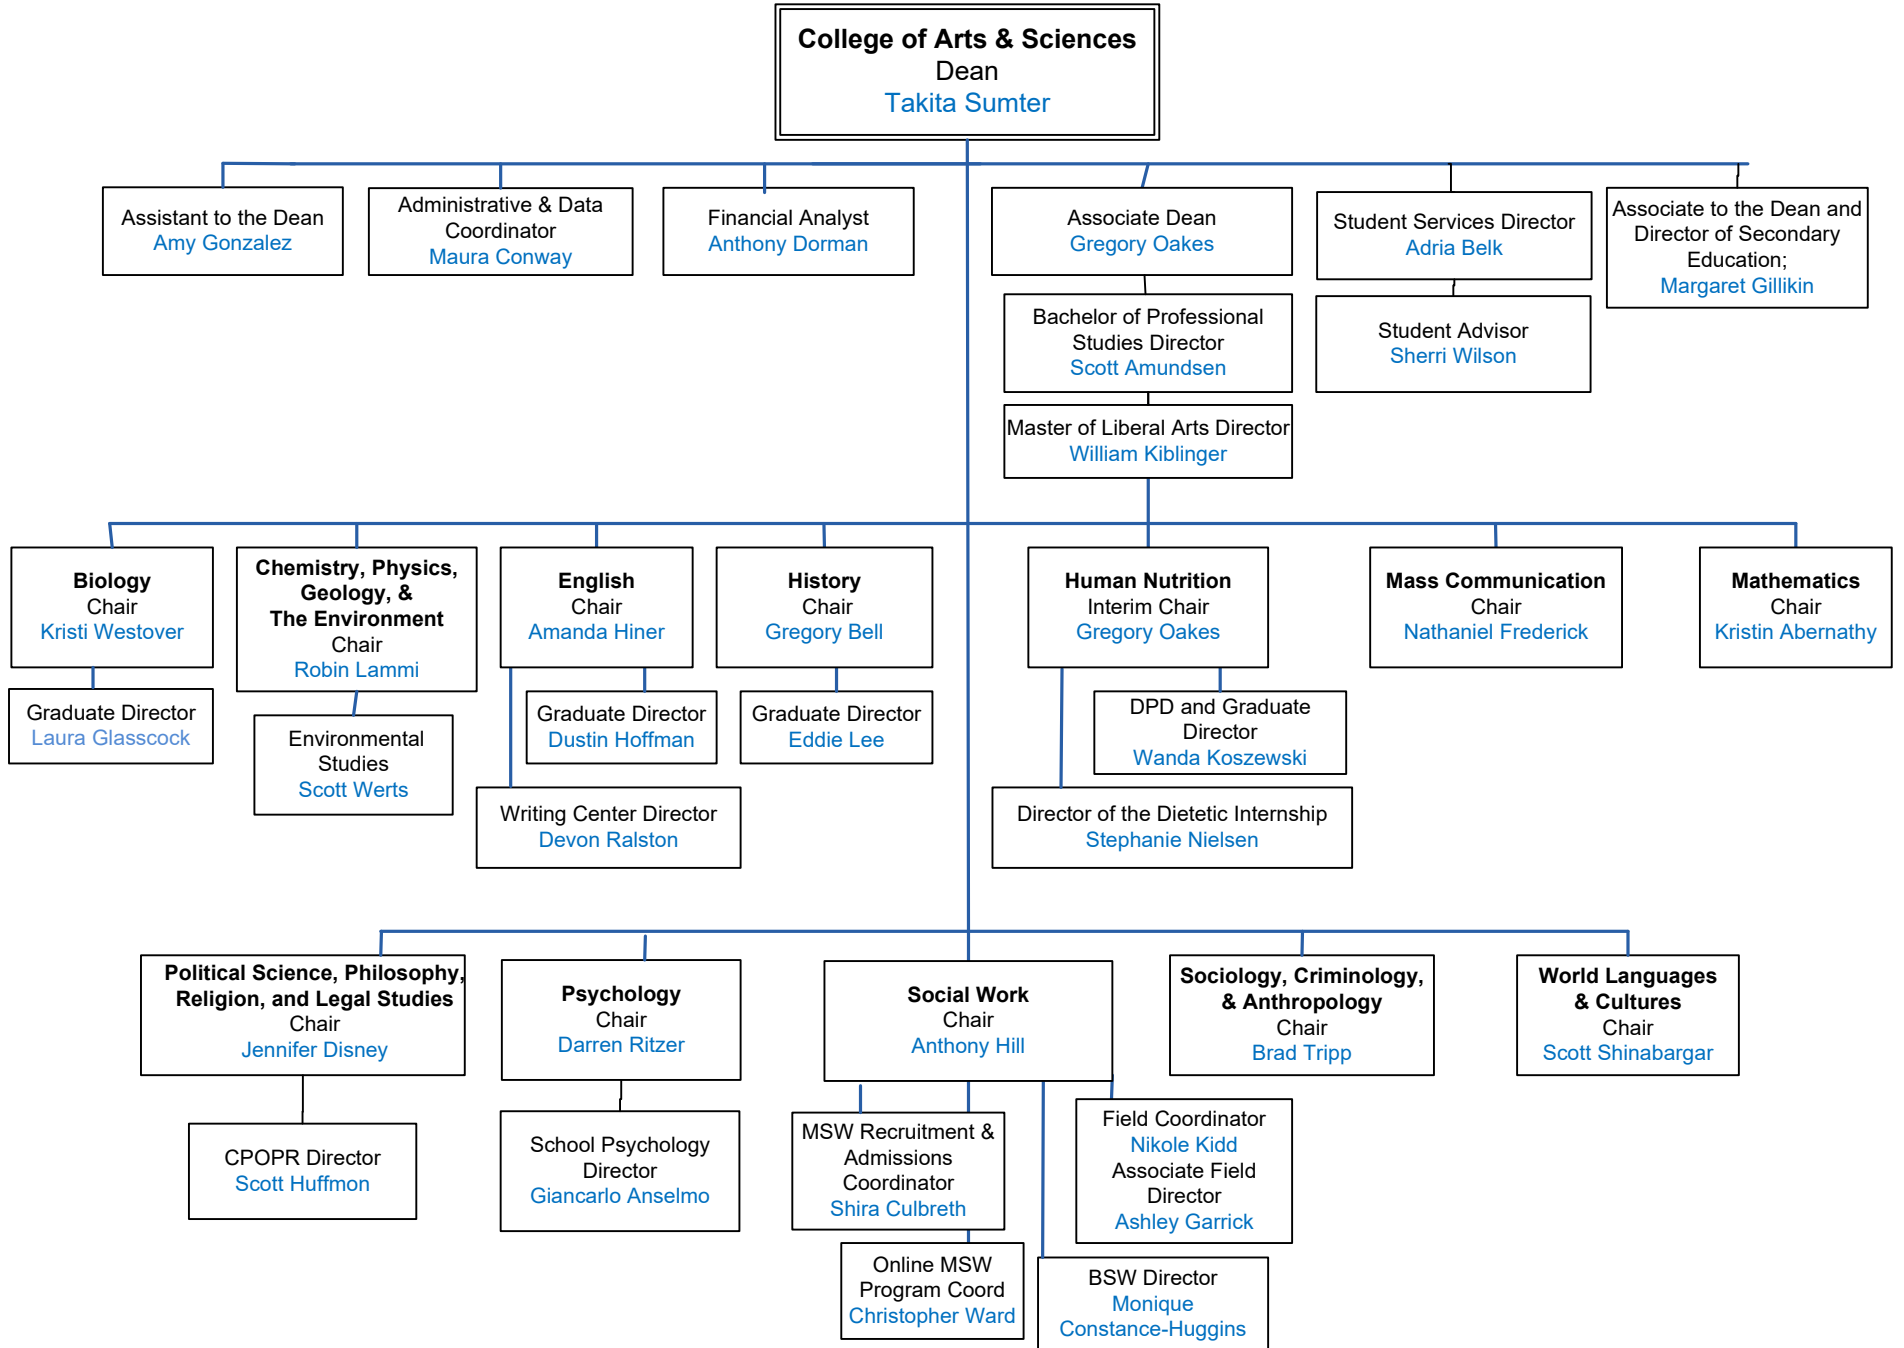 College of Arts & Sciences
Dean
Takita Sumter
Assistant to the Dean
Amy Gonzalez
Administrative & Data
Coordinator
Maura Conway
Financial Analyst
Anthony Dorman
Associate Dean
Gregory Oakes
Student Services Director
Adria Belk
Associate to the Dean and
Director of Secondary
Education;
Margaret Gillikin
Bachelor of Professional
Studies Director
Scott Amundsen
Student Advisor
Sherri Wilson
Master of Liberal Arts Director
William Kiblinger
Biology
Chair
Kristi Westover
Chemistry, Physics,
Geology, &
The Environment
Chair
Robin Lammi
English
Chair
Amanda Hiner
History
Chair
Gregory Bell
Human Nutrition
Interim Chair
Gregory Oakes
Mass Communication
Chair
Nathaniel Frederick
Mathematics
Chair
Kristin Abernathy
Graduate Director
Laura Glasscock
Environmental
Studies
Scott Werts
Graduate Director
Dustin Hoffman
Graduate Director
Eddie Lee
DPD and Graduate
Director
Wanda Koszewski
Writing Center Director
Devon Ralston
Director of the Dietetic Internship
Stephanie Nielsen
Political Science, Philosophy,
Religion, and Legal Studies
Chair
Jennifer Disney
Psychology
Chair
Darren Ritzer
Social Work
Chair
Anthony Hill
Sociology, Criminology,
& Anthropology
Chair
Brad Tripp
World Languages
& Cultures
Chair
Scott Shinabargar
CPOPR Director
Scott Huffmon
School Psychology
Director
Giancarlo Anselmo
MSW Recruitment &
Admissions
Coordinator
Shira Culbreth
Field Coordinator
Nikole Kidd
Associate Field
Director
Ashley Garrick
Online MSW
Program Coord
Christopher Ward
BSW Director
Monique
Constance-Huggins